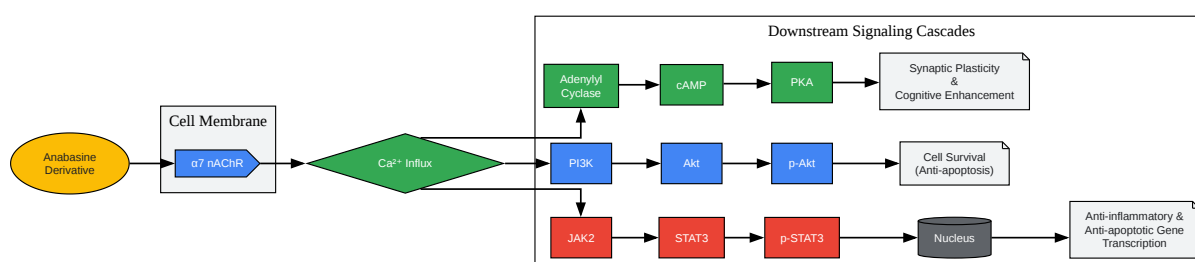 Downstream Signaling Cascades
Adenylyl
Cyclase
cAMP
PKA
Synaptic Plasticity
&
Cognitive Enhancement
Cell Membrane
Anabasine
Derivative
α7 nAChR
Ca²⁺ Influx
PI3K
Akt
p-Akt
Cell Survival
(Anti-apoptosis)
JAK2
STAT3
p-STAT3
Nucleus
Anti-inflammatory &
Anti-apoptotic Gene
Transcription